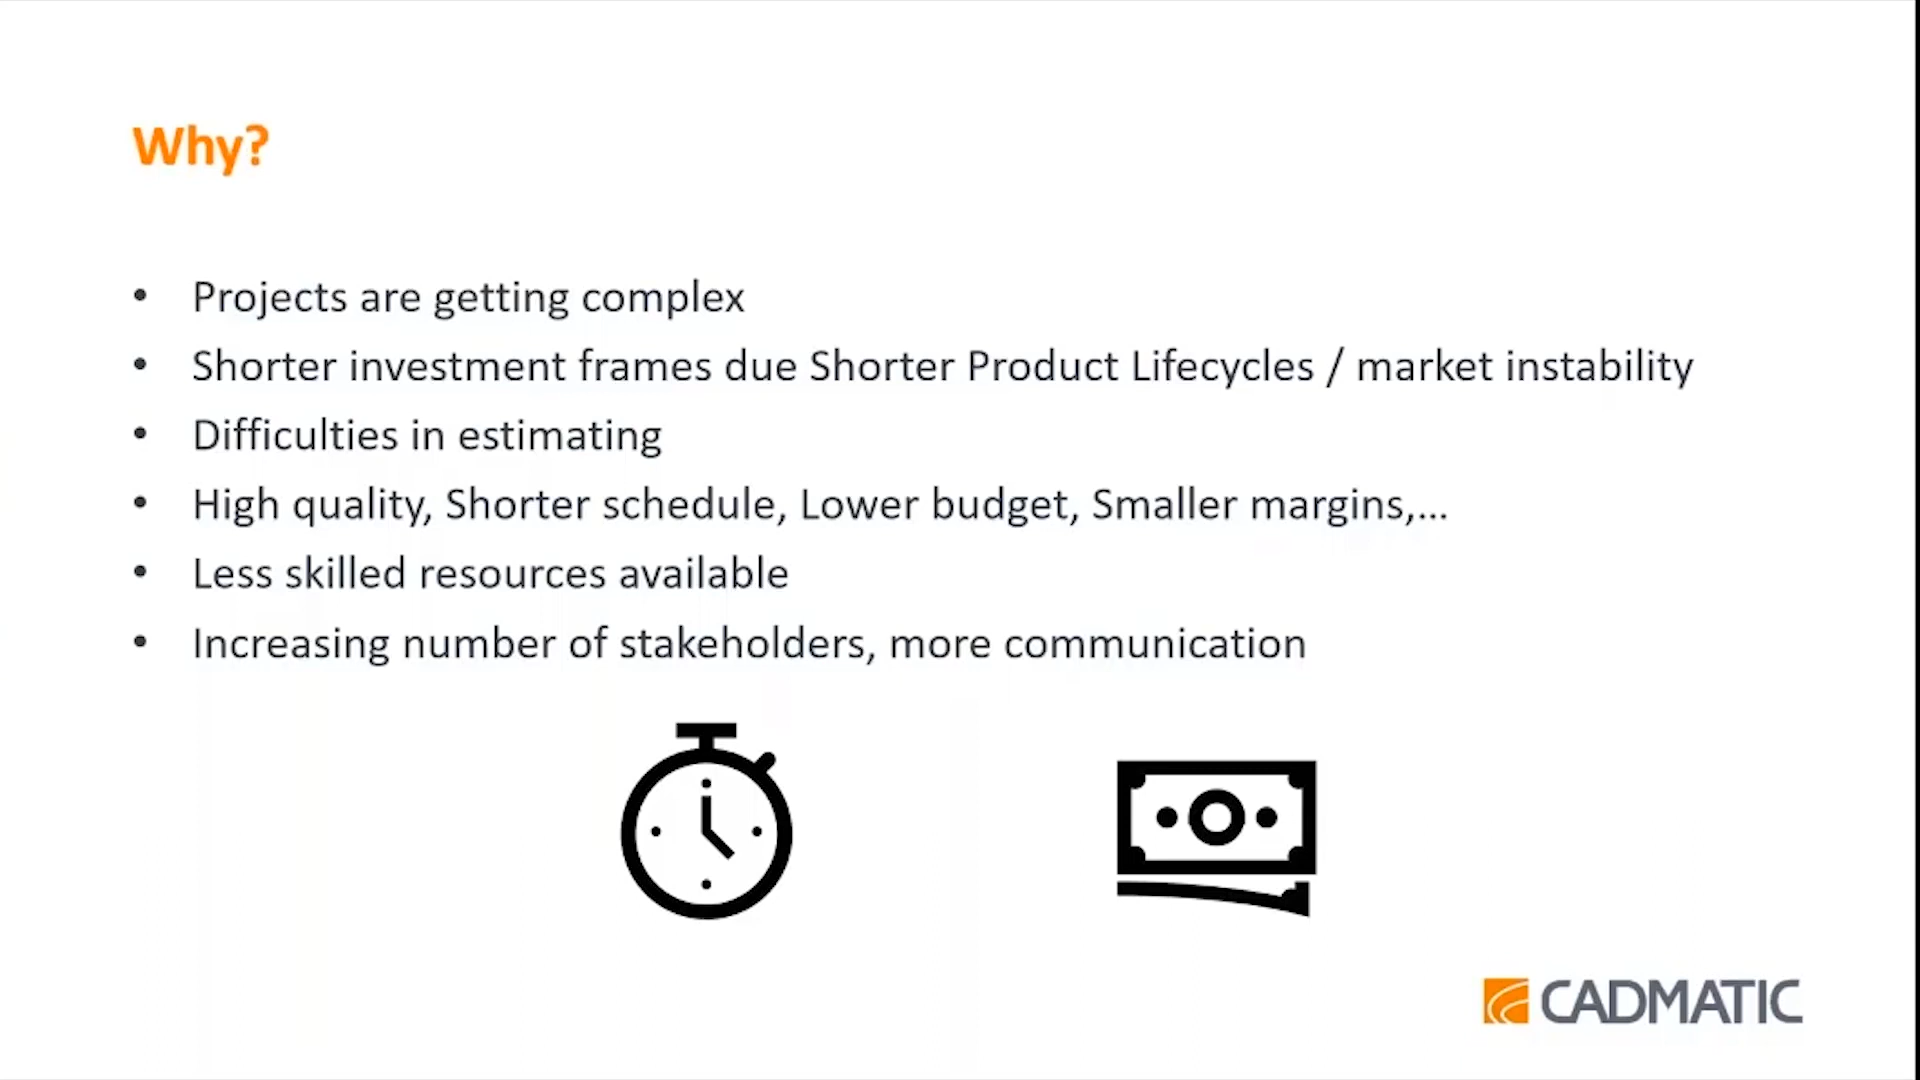 Why?
• Projects are getting complex
• Shorter investment frames due Shorter Product Lifecycles / market instability
• Difficulties in estimating
• High quality, Shorter schedule, Lower budget, Smaller margins,...
• Less skilled resources available
• Increasing number of stakeholders, more communication
CADMATIC